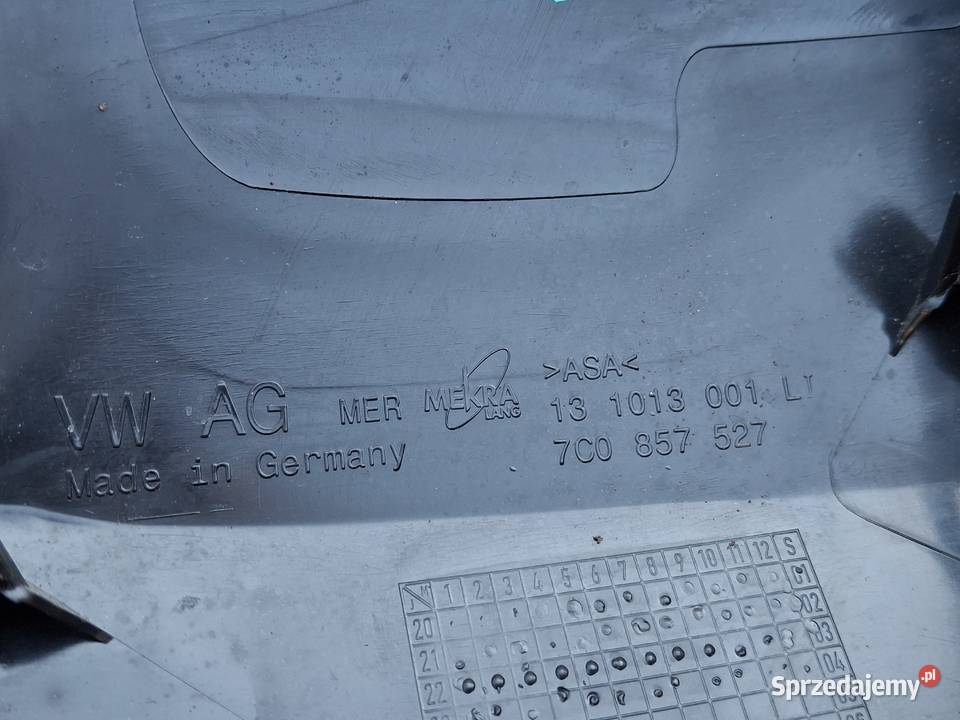 >ASA<
VW AG MER MEKRA LANG 13 1013 001 LI
Made in Germany 7C0 857 527
M 1 2 3 4 5 6 7 8 9 10 11 12 S
J 01
20 02
21 03
22 04
Sprzedajemy.pl